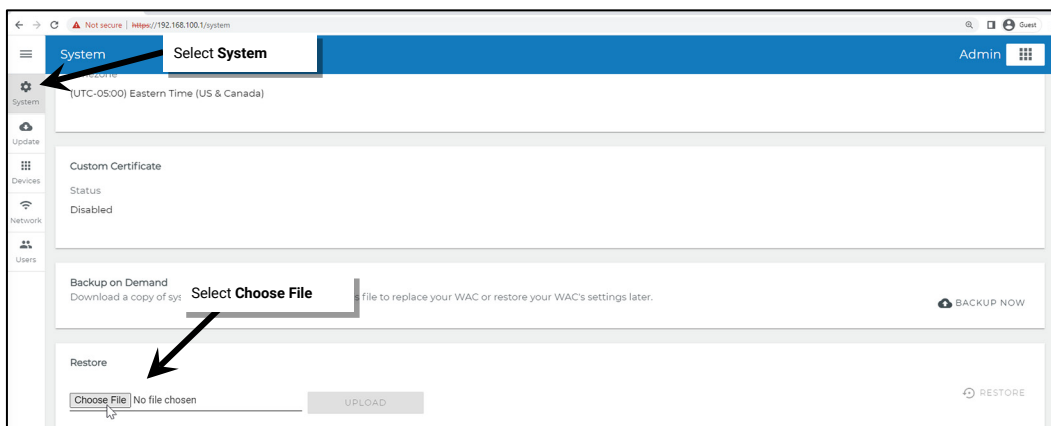 Not secure | https://192.168.100.1/system
Guest
System
Select System
Admin
System
(UTC-05:00) Eastern Time (US & Canada)
Update
Devices
Network
Users
Custom Certificate
Status
Disabled
Backup on Demand
Download a copy of sys
Select Choose File
file to replace your WAC or restore your WAC's settings later.
BACKUP NOW
Restore
Choose File No file chosen
UPLOAD
RESTORE